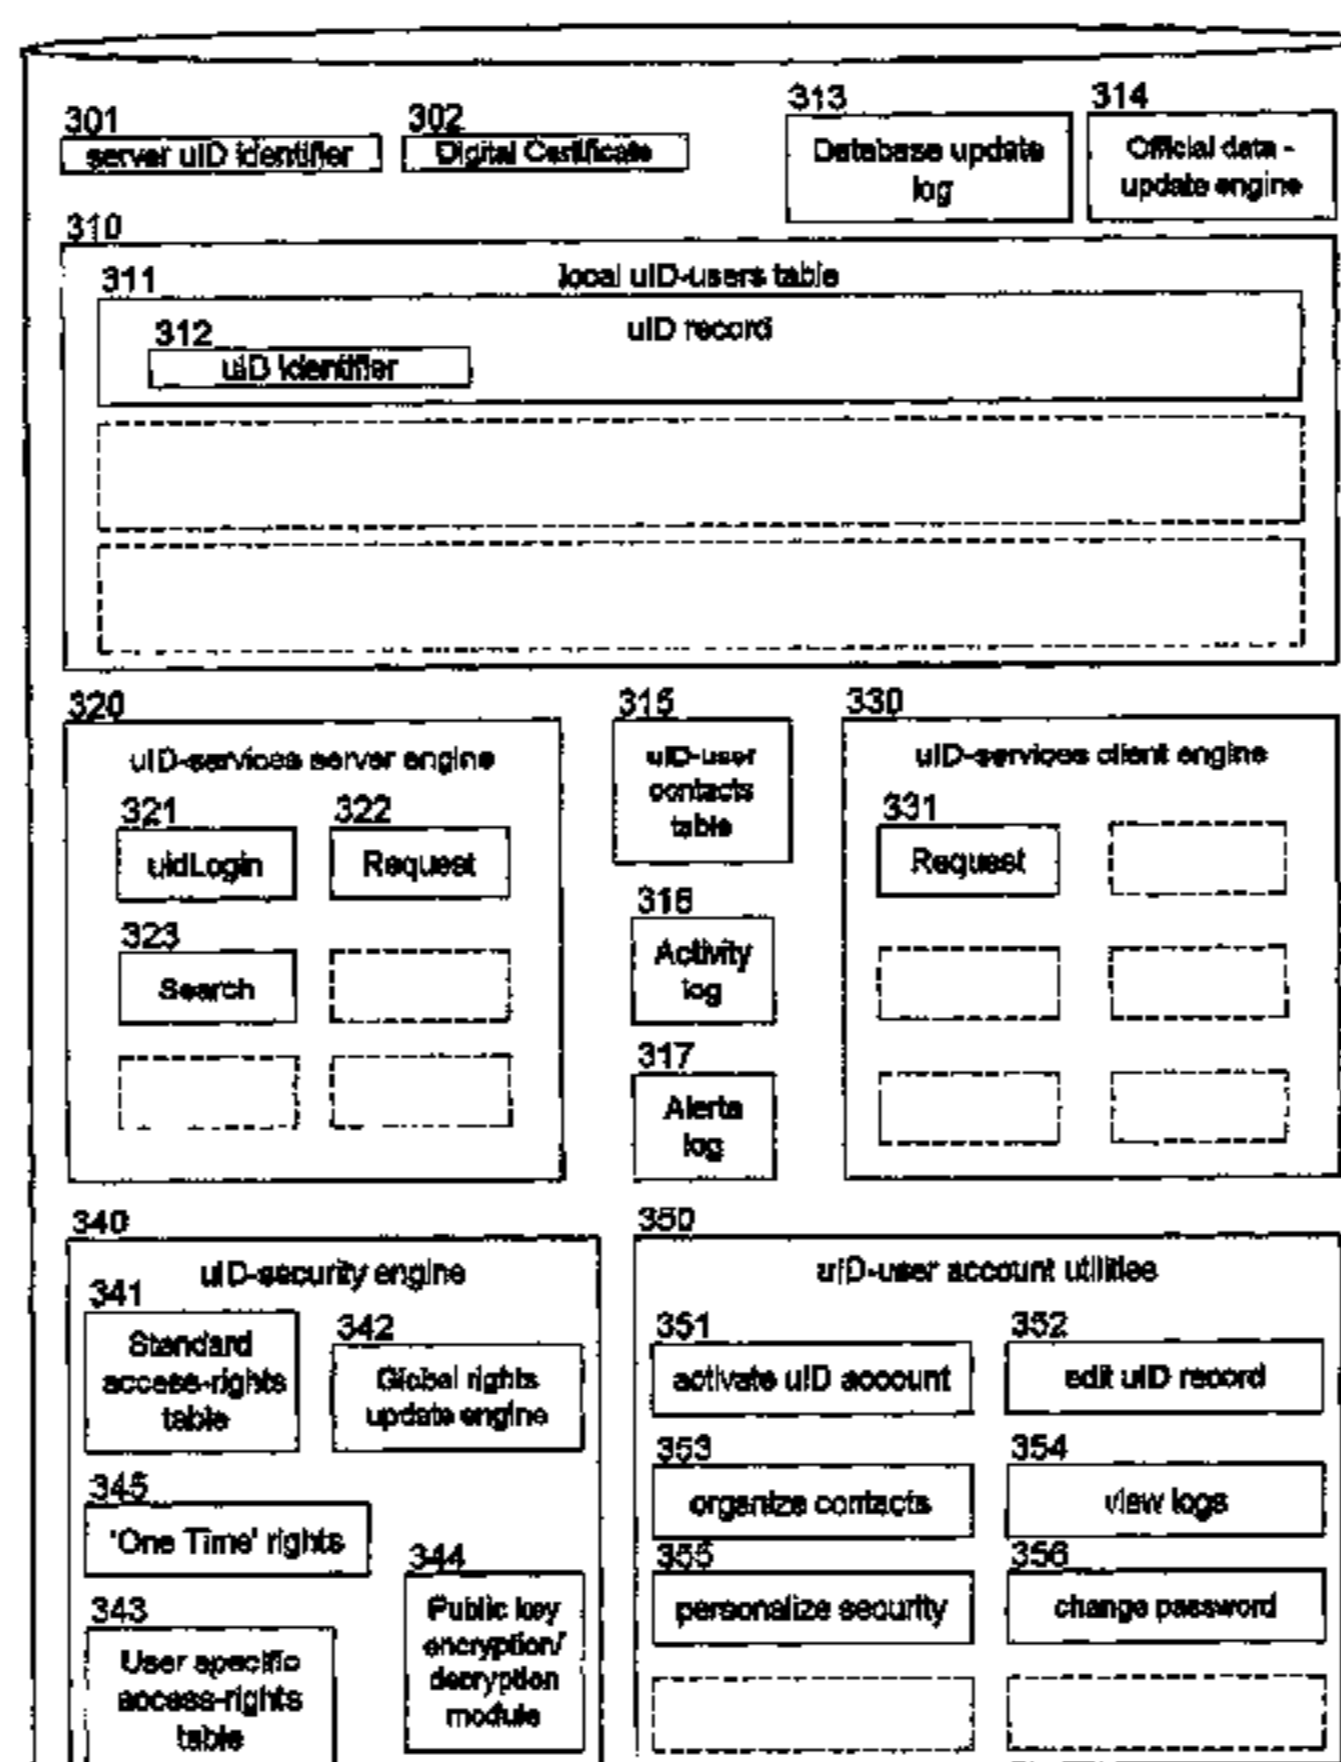 301
server uID identifier
302
Digital Certificate
313
Database update
log
314
Official data -
update engine
310
local uID-users table
311
uID record
312
uID identifier
320
uID-services server engine
321
uidLogin
322
Request
323
Search
315
uID-user
contacts
table
316
Activity
log
317
Alerts
log
330
uID-services client engine
331
Request
340
uID-security engine
341
Standard
access-rights
table
342
Global rights
update engine
345
'One Time' rights
343
User specific
access-rights
table
344
Public key
encryption/
decryption
module
350
uID-user account utilities
351
activate uID account
352
edit uID record
353
organize contacts
354
view logs
355
personalize security
356
change password